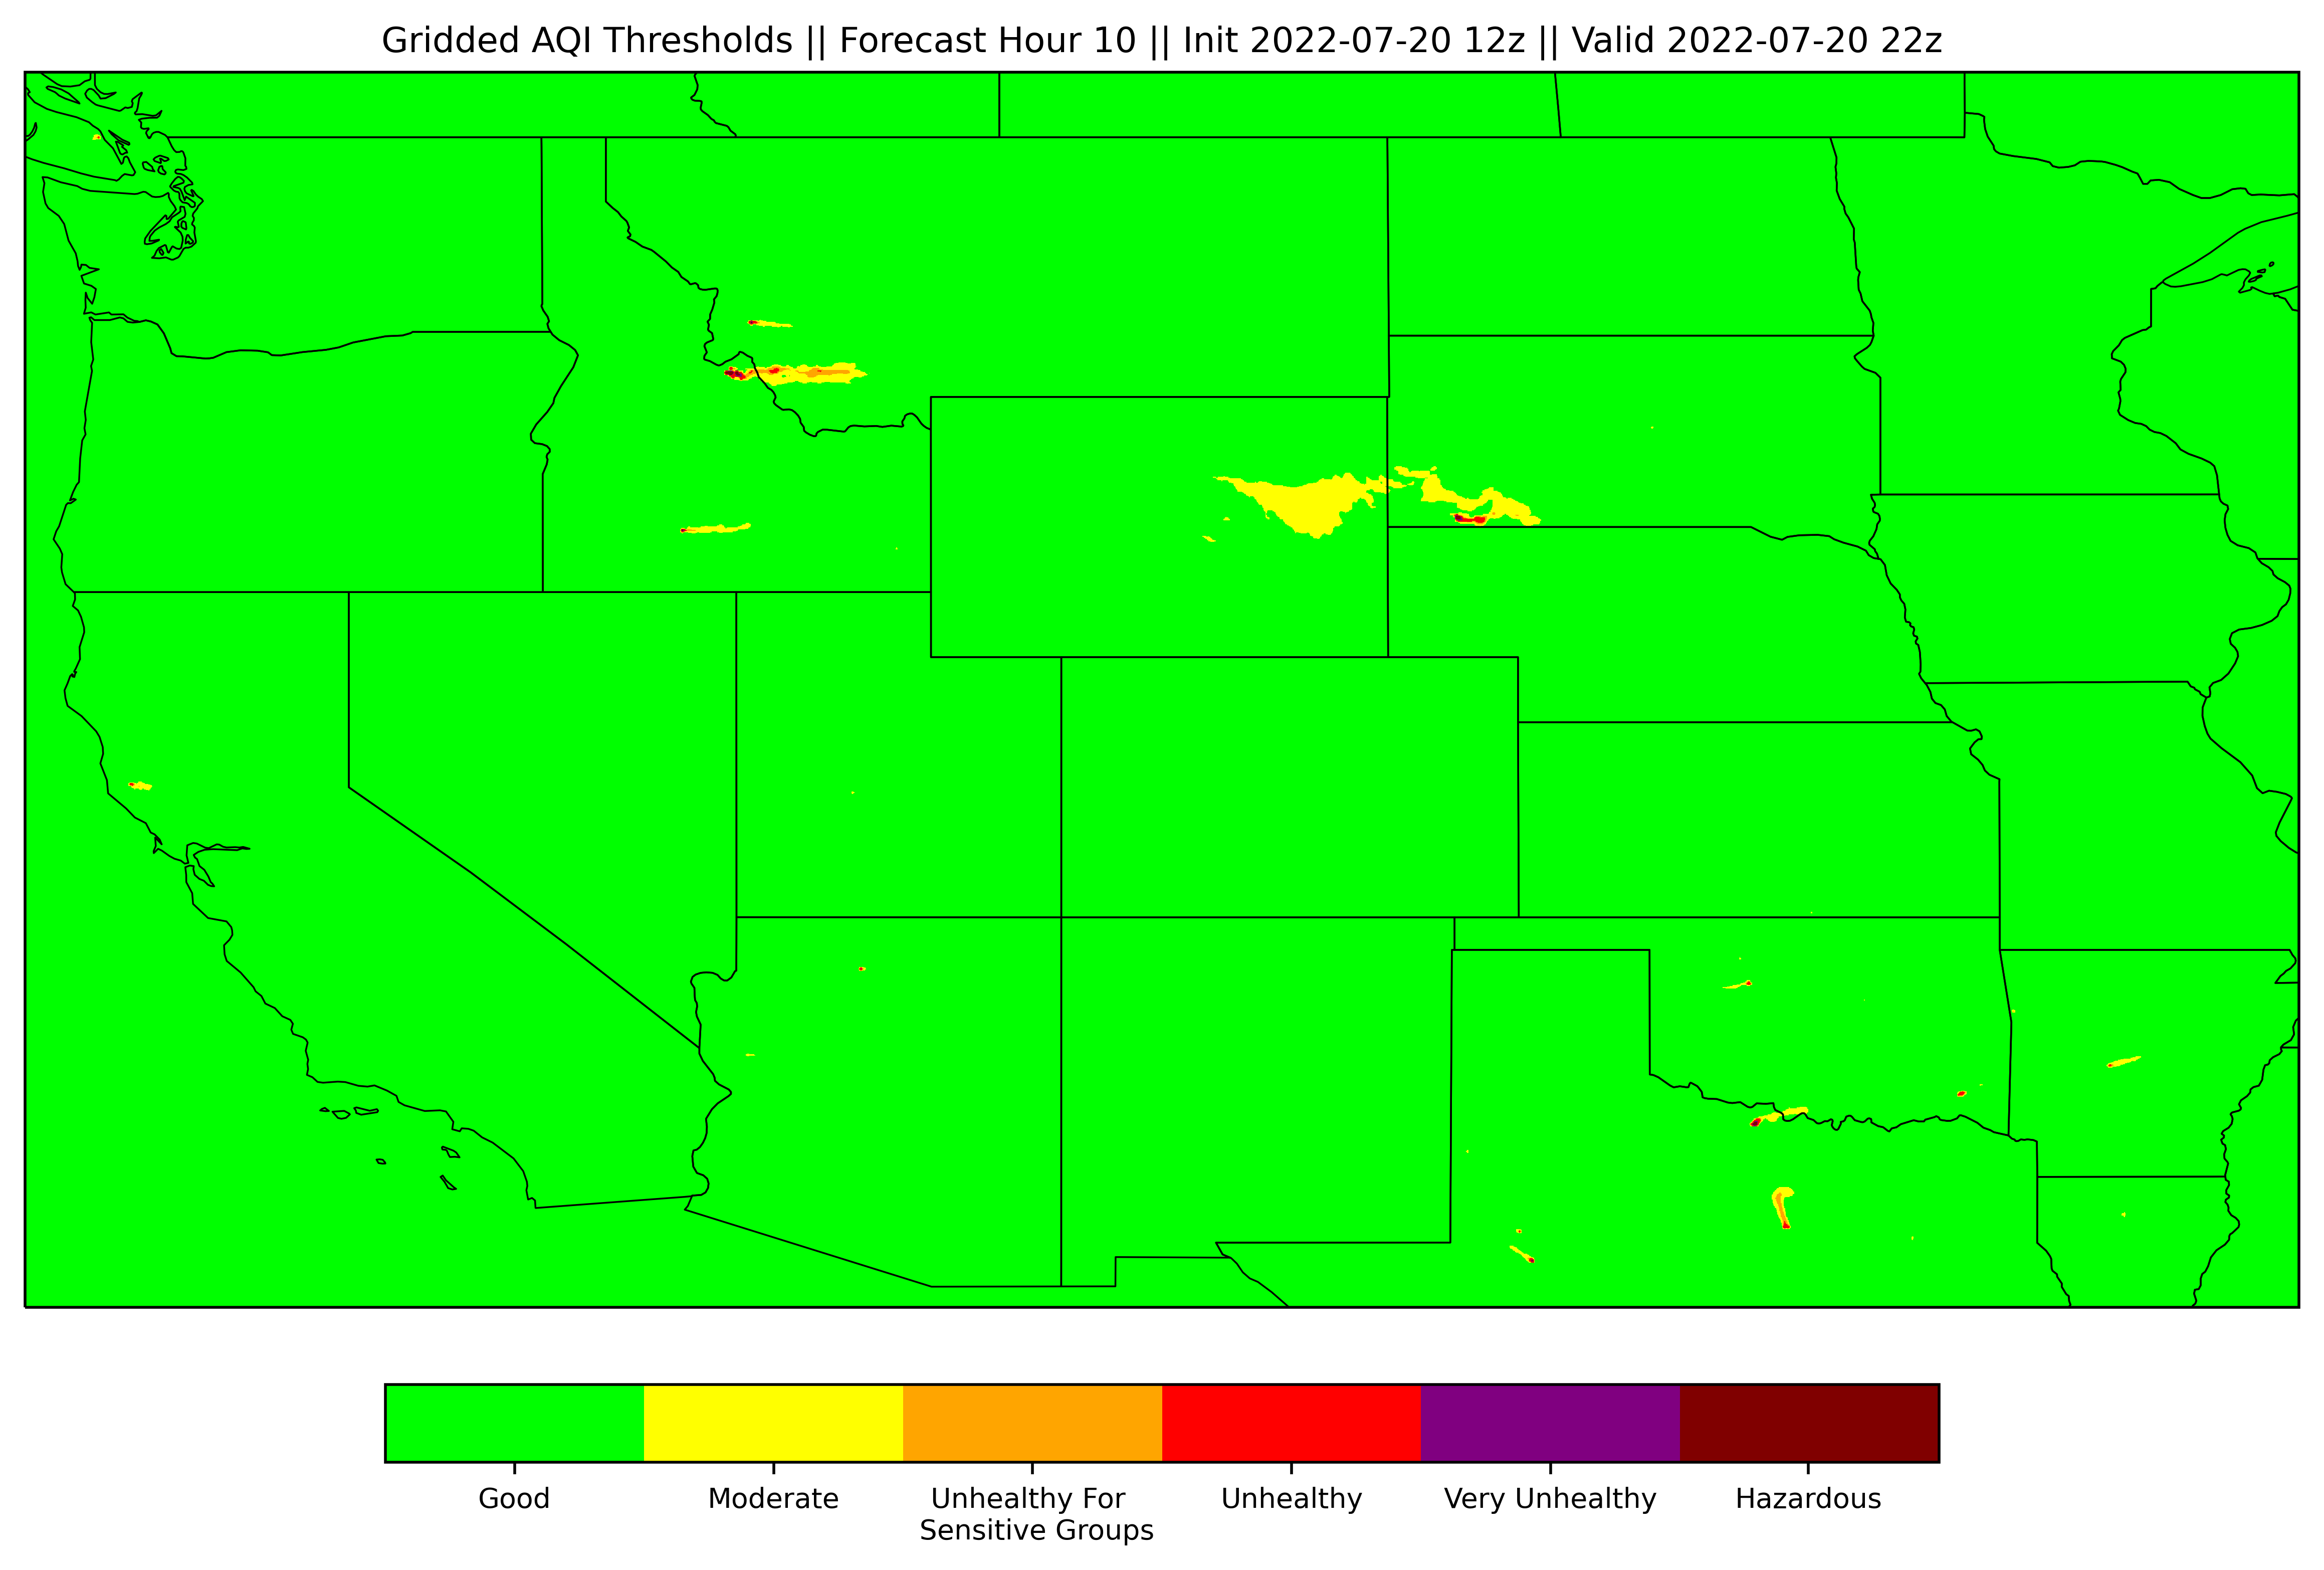 Gridded AQI Thresholds || Forecast Hour 10 || Init 2022-07-20 12z || Valid 2022-07-20 22z
Good
Moderate
Unhealthy For
Sensitive Groups
Unhealthy
Very Unhealthy
Hazardous